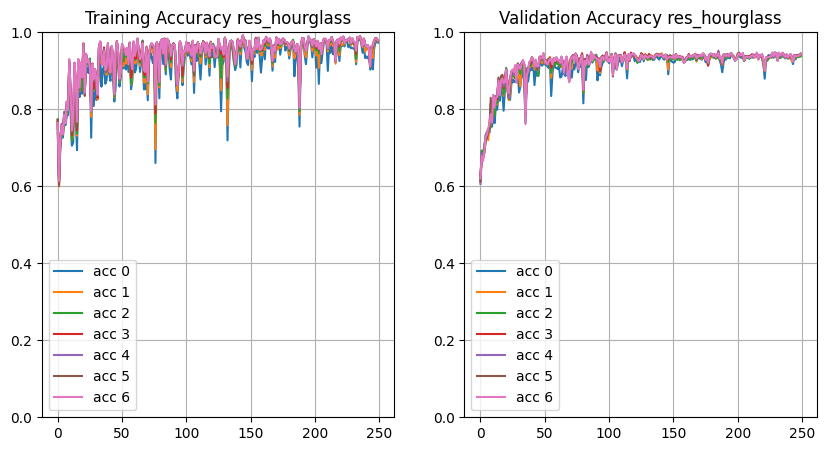 Training Accuracy res_hourglass
1.0
0.8
0.6
0.4
0.2
0.0
0 50 100 150 200 250
acc 0
acc 1
acc 2
acc 3
acc 4
acc 5
acc 6
Validation Accuracy res_hourglass
1.0
0.8
0.6
0.4
0.2
0.0
0 50 100 150 200 250
acc 0
acc 1
acc 2
acc 3
acc 4
acc 5
acc 6